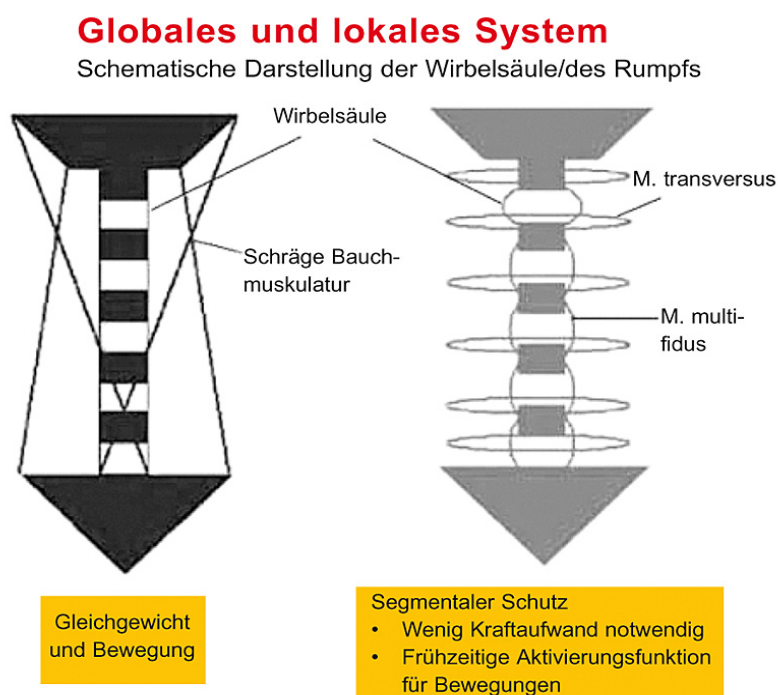 Globales und lokales System
Schematische Darstellung der Wirbelsäule/des Rumpfs
Wirbelsäule
M. transversus
Schräge Bauch-
muskulatur
M. multi-
fidus
Gleichgewicht
und Bewegung
Segmentaler Schutz
• Wenig Kraftaufwand notwendig
• Frühzeitige Aktivierungsfunktion
für Bewegungen